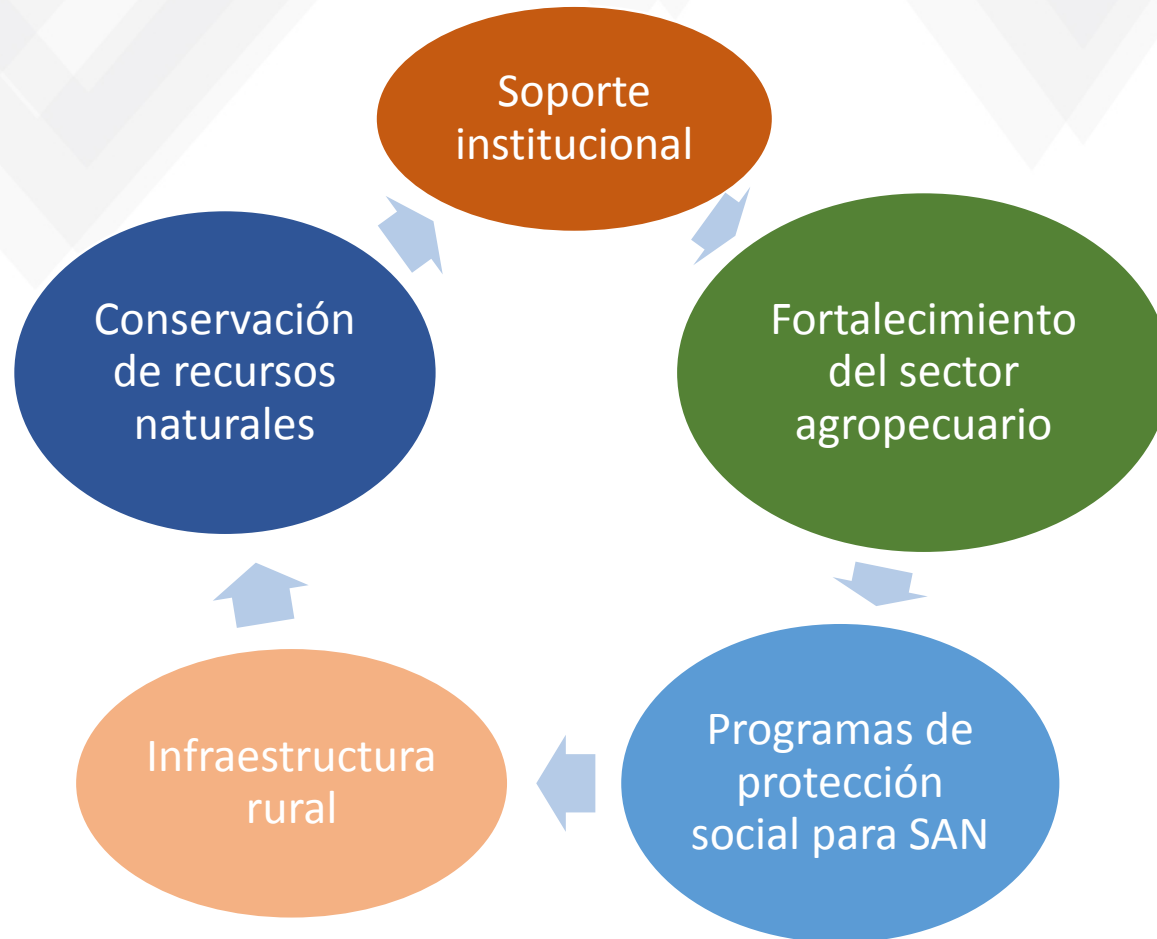 Soporte
institucional
Fortalecimiento
del sector
agropecuario
Programas de
protección
social para SAN
Infraestructura
rural
Conservación
de recursos
naturales